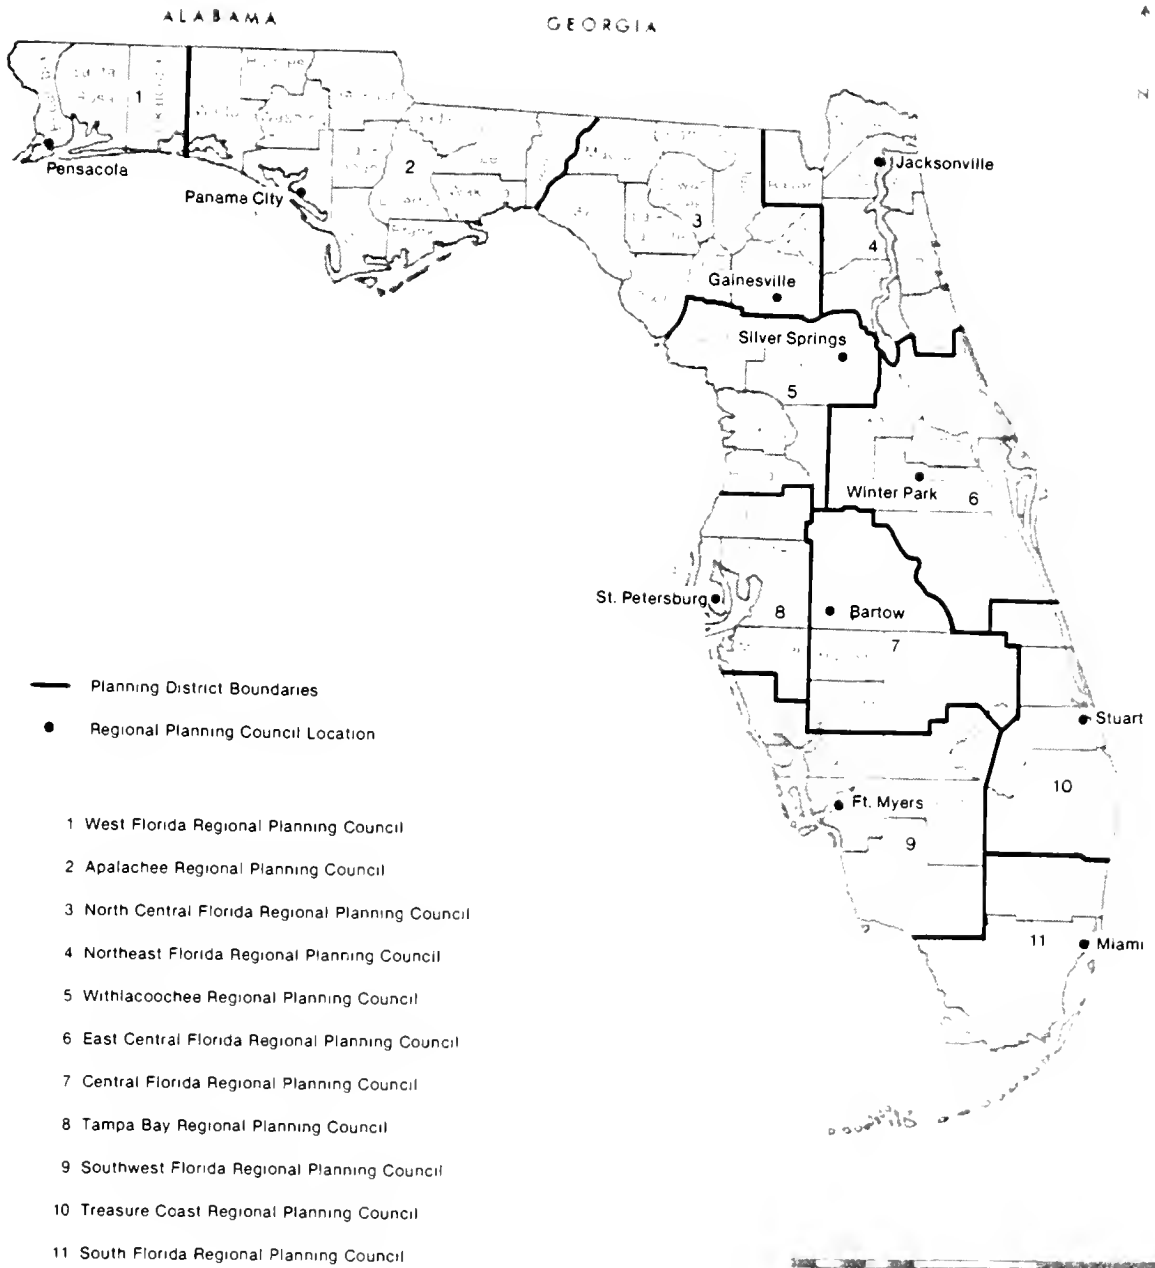 ALABAMA
GEORGIA
N
1
2
3
4
Pensacola
Panama City
Jacksonville
Gainesville
Silver Springs
5
Winter Park
6
St. Petersburg
8
Bartow
7
Planning District Boundaries
Regional Planning Council Location
Stuart
10
Ft. Myers
9
11
Miami
1 West Florida Regional Planning Council
2 Apalachee Regional Planning Council
3 North Central Florida Regional Planning Council
4 Northeast Florida Regional Planning Council
5 Withlacoochee Regional Planning Council
6 East Central Florida Regional Planning Council
7 Central Florida Regional Planning Council
8 Tampa Bay Regional Planning Council
9 Southwest Florida Regional Planning Council
10 Treasure Coast Regional Planning Council
11 South Florida Regional Planning Council